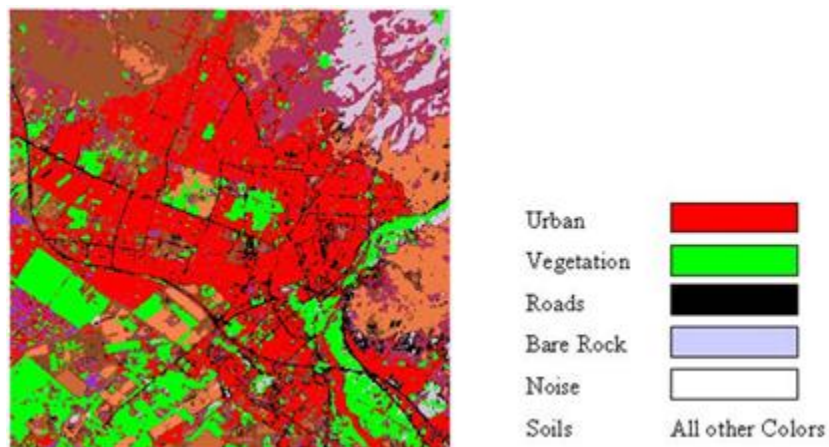 Urban
Vegetation
Roads
Bare Rock
Noise
Soils All other Colors